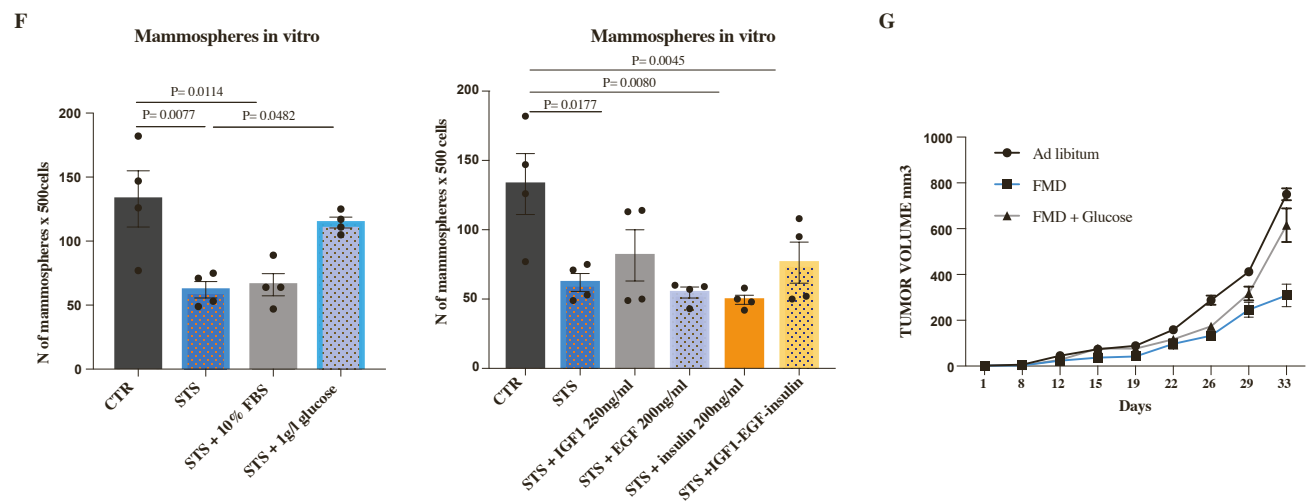 F
Mammospheres in vitro
P= 0.0114
P= 0.0077
P= 0.0482
N of mammospheres x 500cells
200
150
100
50
0
CTR
STS
STS + 10% FBS
STS + 1g/l glucose
Mammospheres in vitro
P= 0.0045
P= 0.0080
P= 0.0177
N of mammospheres x 500 cells
200
150
100
50
0
CTR
STS
STS + IGF1 250ng/ml
STS + EGF 200ng/ml
STS + insulin 200ng/ml
STS +IGF1-EGF-insulin
G
TUMOR VOLUME mm3
1000
800
600
400
200
0
Ad libitum
FMD
FMD + Glucose
1 8 12 15 19 22 26 29 33
Days